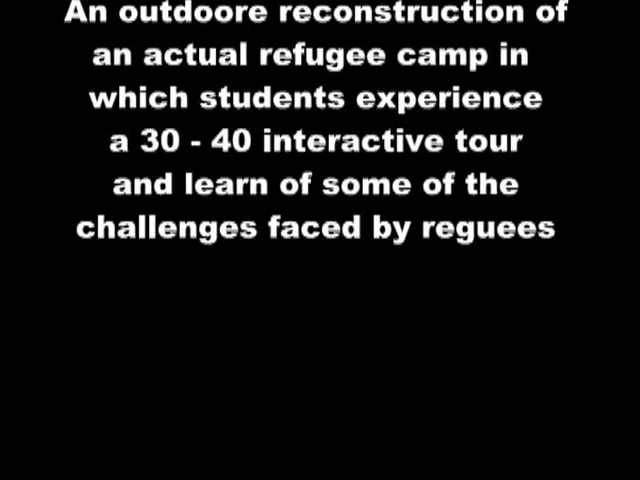 An outdoore reconstruction of
an actual refugee camp in
which students experience
a 30 - 40 interactive tour
and learn of some of the
challenges faced by reguees